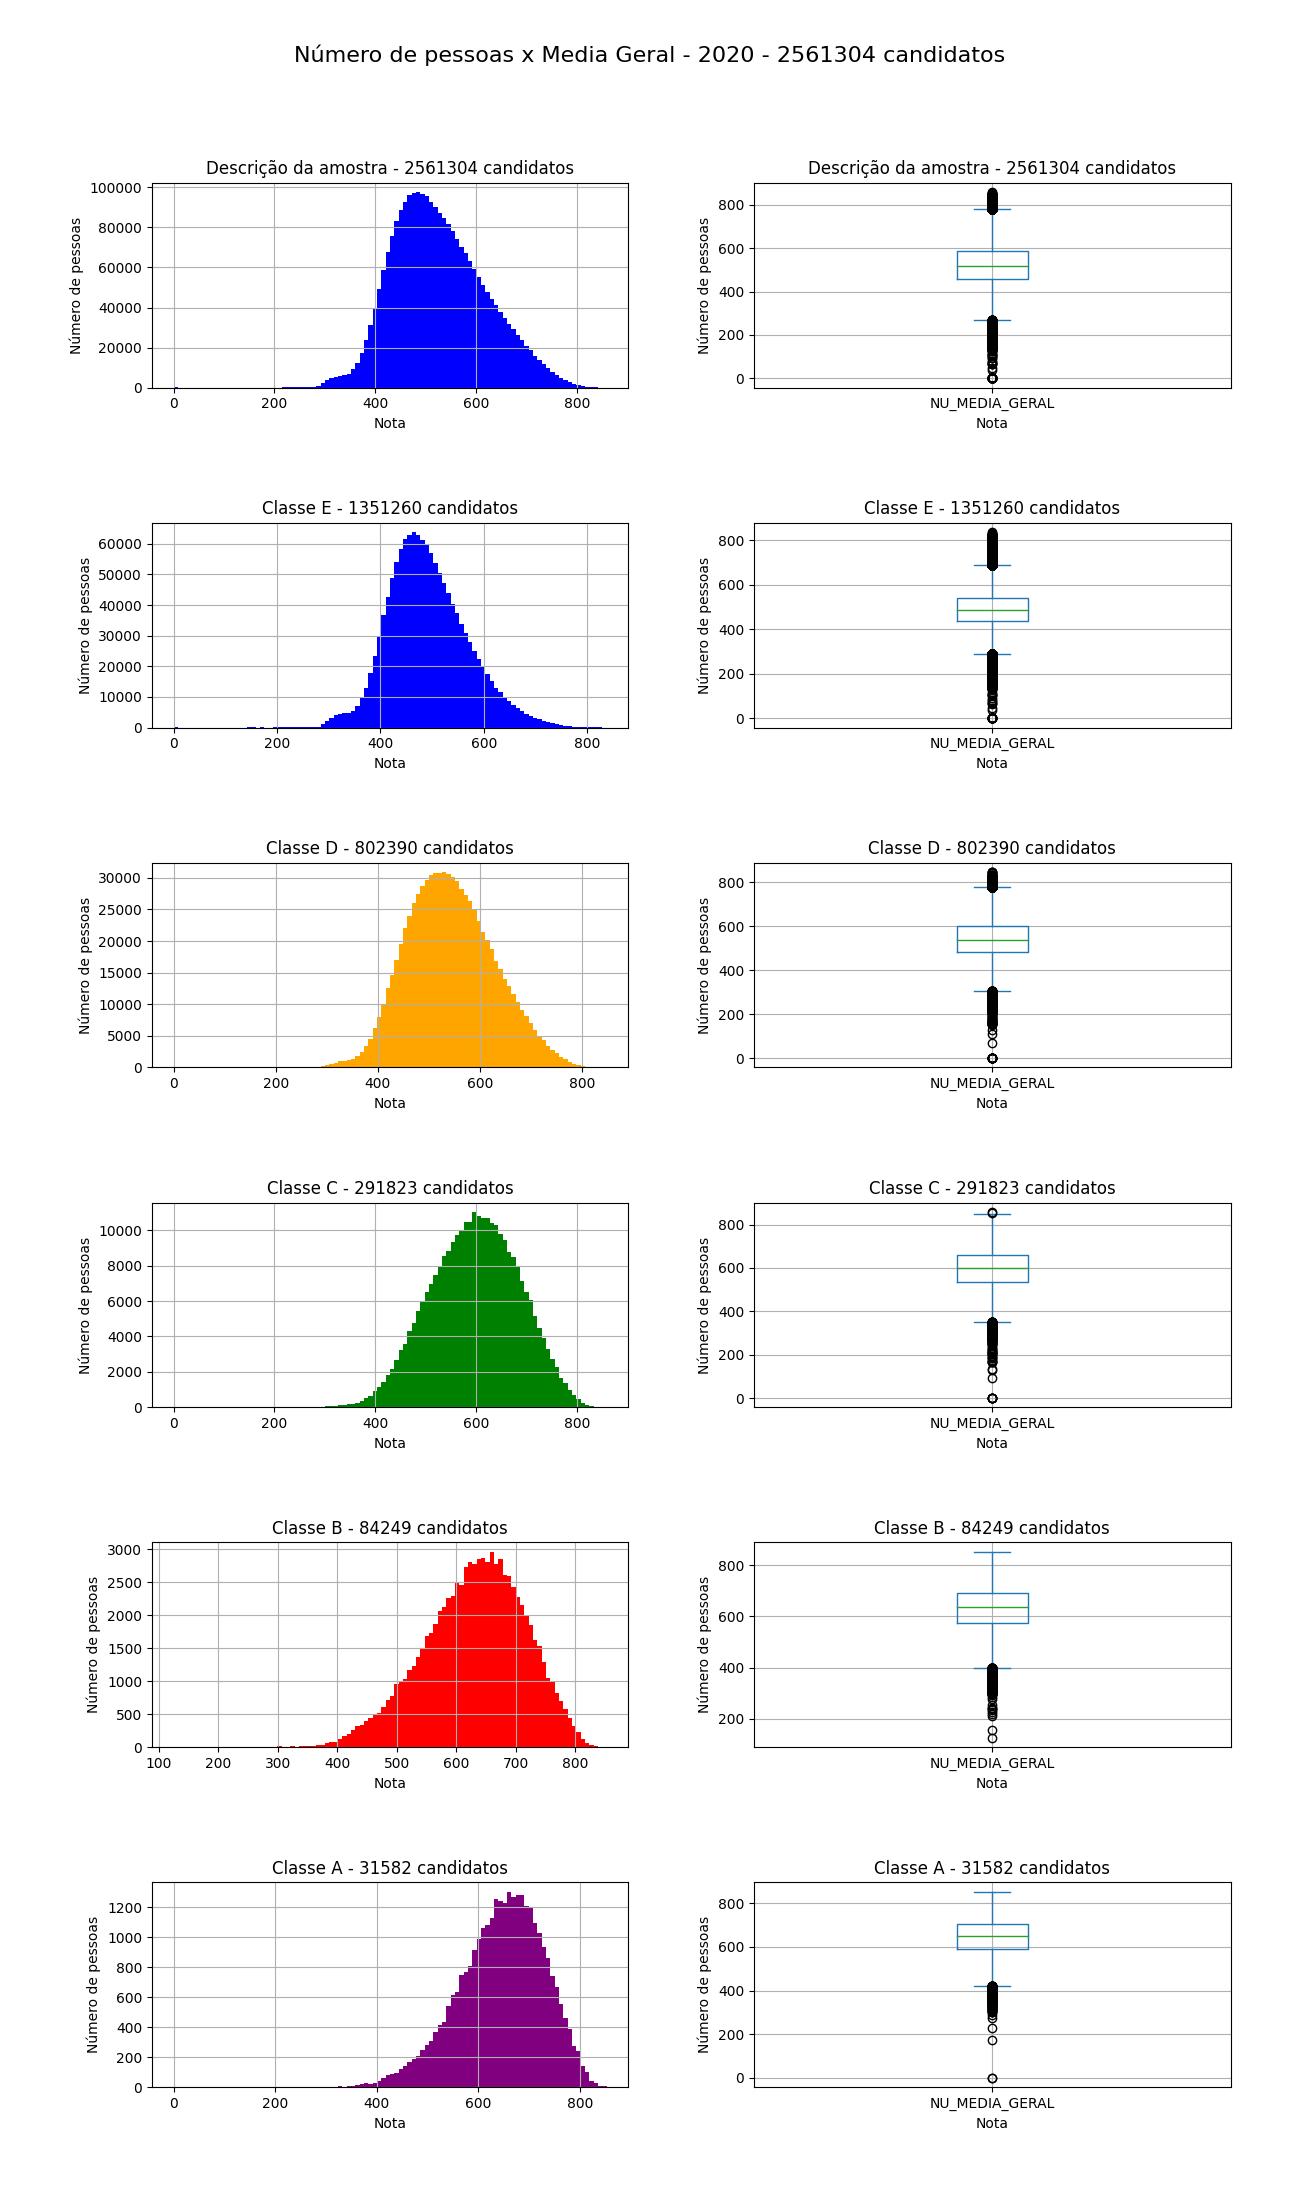 Número de pessoas x Media Geral - 2020 - 2561304 candidatos
Descrição da amostra - 2561304 candidatos
Número de pessoas
100000
80000
60000
40000
20000
0
0 200 400 600 800
Nota
Descrição da amostra - 2561304 candidatos
Número de pessoas
800
600
400
200
0
NU_MEDIA_GERAL
Nota
Classe E - 1351260 candidatos
Número de pessoas
60000
50000
40000
30000
20000
10000
0
0 200 400 600 800
Nota
Classe E - 1351260 candidatos
Número de pessoas
800
600
400
200
0
NU_MEDIA_GERAL
Nota
Classe D - 802390 candidatos
Número de pessoas
30000
25000
20000
15000
10000
5000
0
0 200 400 600 800
Nota
Classe D - 802390 candidatos
Número de pessoas
800
600
400
200
0
NU_MEDIA_GERAL
Nota
Classe C - 291823 candidatos
Número de pessoas
10000
8000
6000
4000
2000
0
0 200 400 600 800
Nota
Classe C - 291823 candidatos
Número de pessoas
800
600
400
200
0
NU_MEDIA_GERAL
Nota
Classe B - 84249 candidatos
Número de pessoas
3000
2500
2000
1500
1000
500
0
100 200 300 400 500 600 700 800
Nota
Classe B - 84249 candidatos
Número de pessoas
800
600
400
200
NU_MEDIA_GERAL
Nota
Classe A - 31582 candidatos
Número de pessoas
1200
1000
800
600
400
200
0
0 200 400 600 800
Nota
Classe A - 31582 candidatos
Número de pessoas
800
600
400
200
0
NU_MEDIA_GERAL
Nota